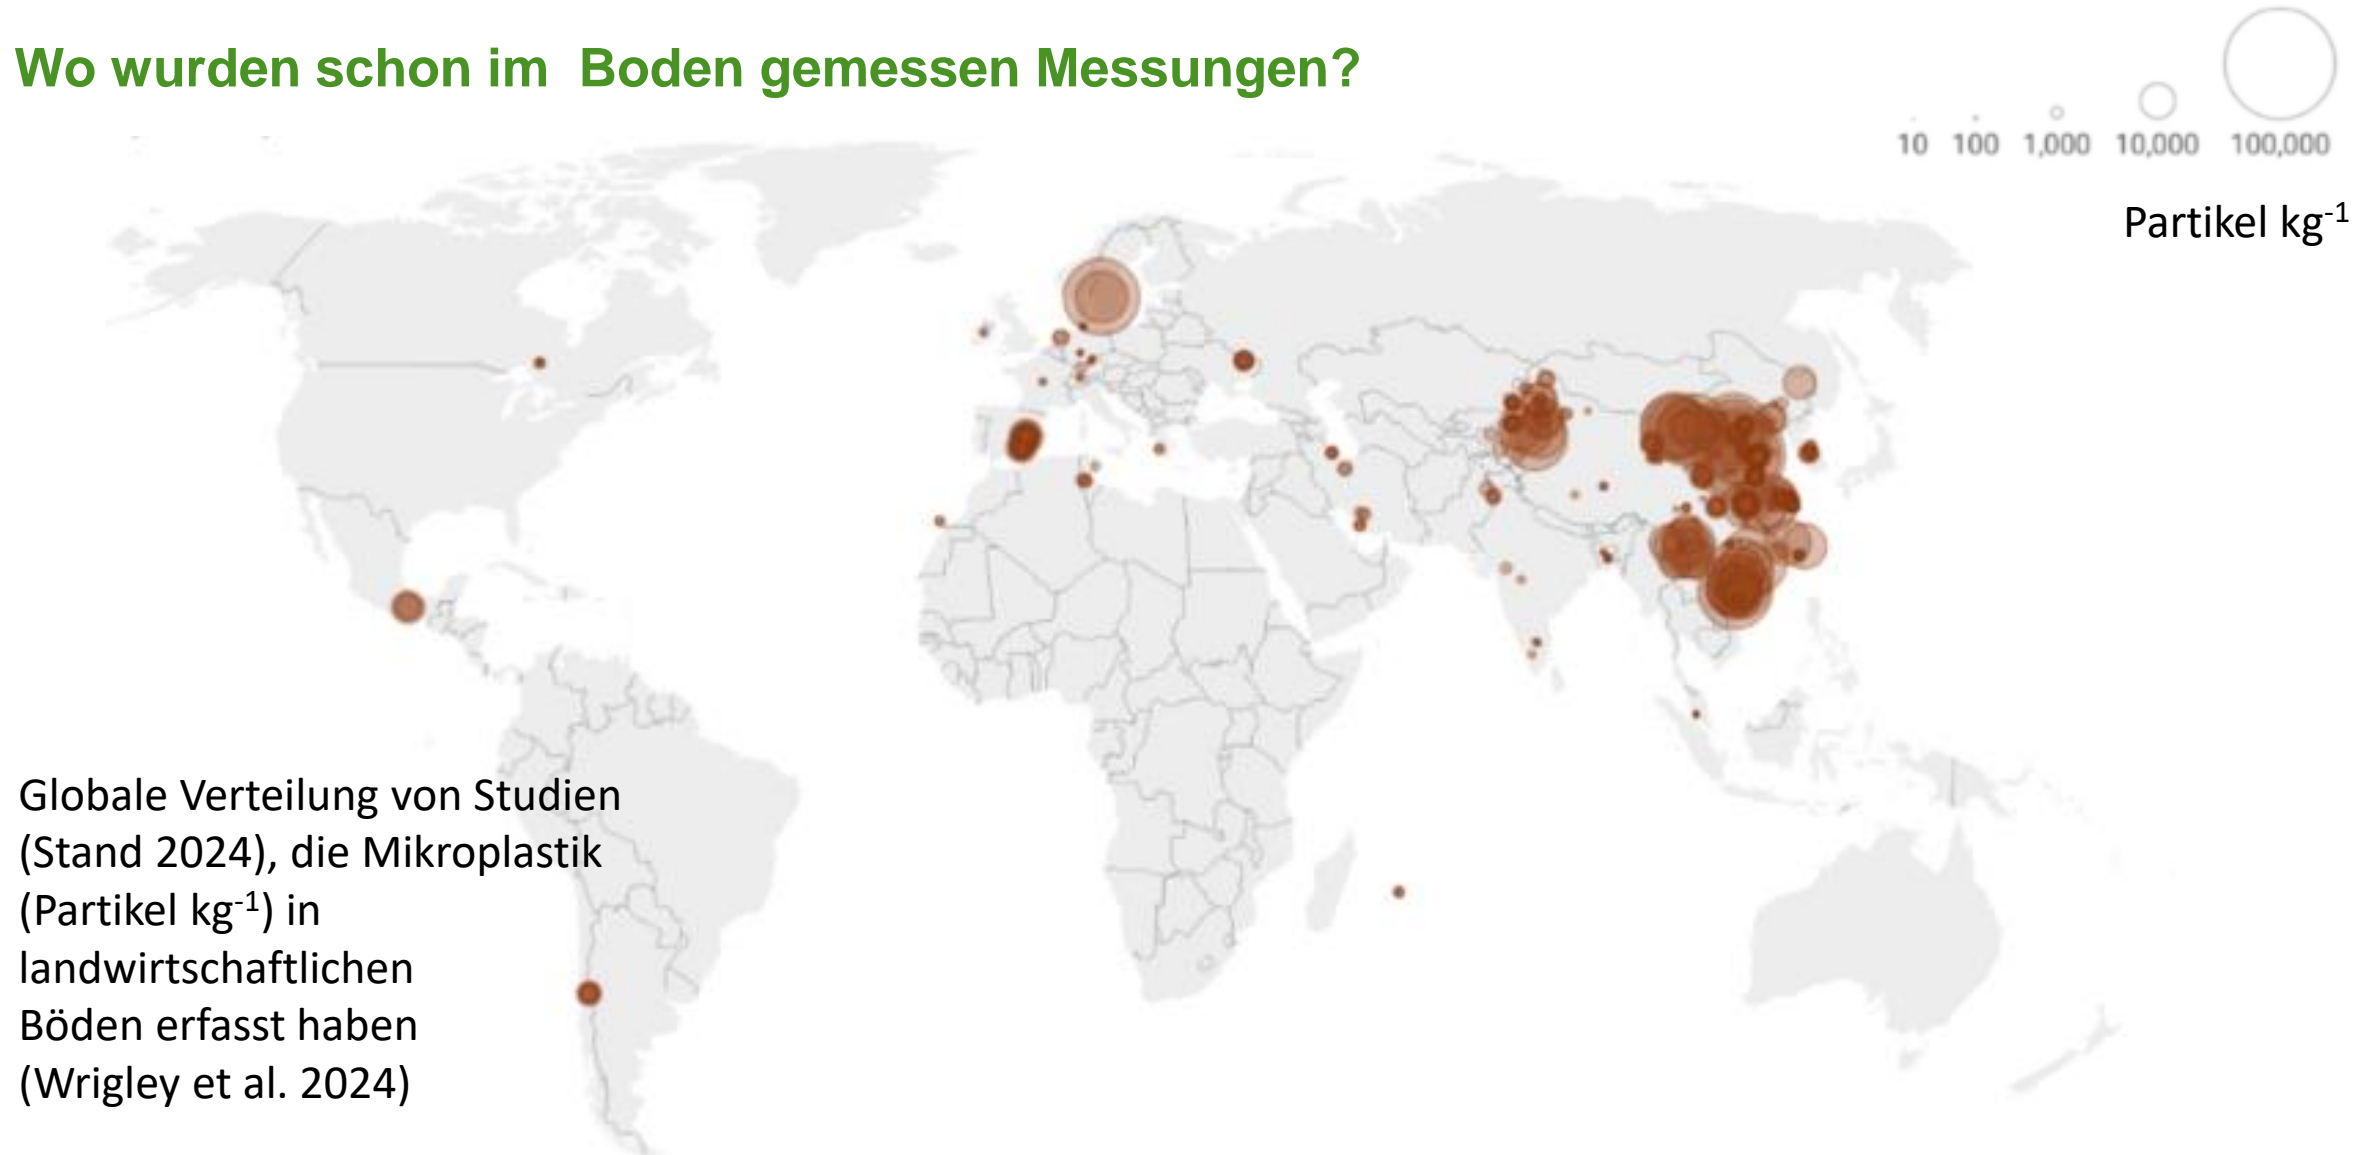 Wo wurden schon im  Boden gemessen Messungen?
10 100 1,000 10,000 100,000
Partikel kg⁻¹
Globale Verteilung von Studien
(Stand 2024), die Mikroplastik
(Partikel kg⁻¹) in
landwirtschaftlichen
Böden erfasst haben
(Wrigley et al. 2024)